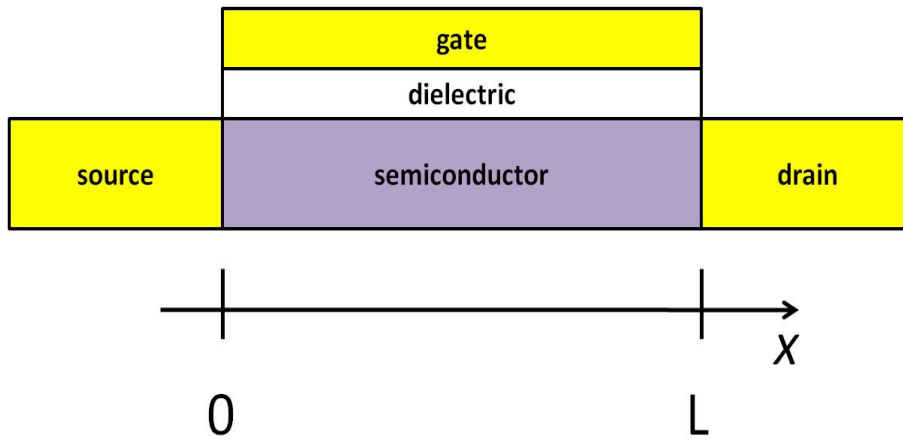 gate
dielectric
source semiconductor drain
x
0 L